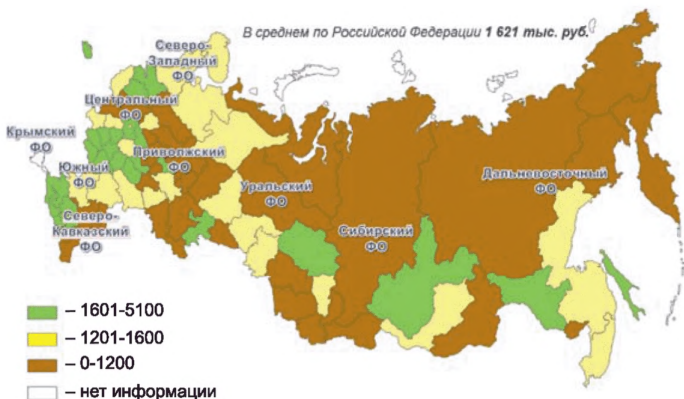 В среднем по Российской Федерации 1 621 тыс. руб.
Северо-
Западный
ФО
Центральный
ФО
Крымский
ФО
Приволжский
ФО
Южный
ФО
Уральский
ФО
Дальневосточный
ФО
Северо-
Кавказский
ФО
Сибирский
ФО
– 1601-5100
– 1201-1600
– 0-1200
– нет информации